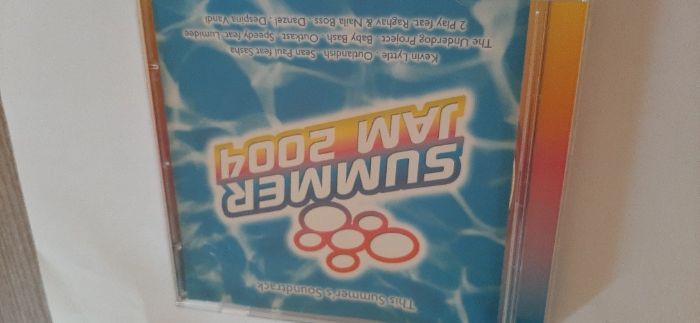 This Summer's Soundtrack
SUMMER
JAM 2004
Kevin Lyttle . Outlandish . Sean Paul feat Sasha
The Underdog Project . Baby Bash . Outkast . Speedy feat. Lumidee
2 Play feat. Raghav & Naila Boss . Danzel . Despina Vandi